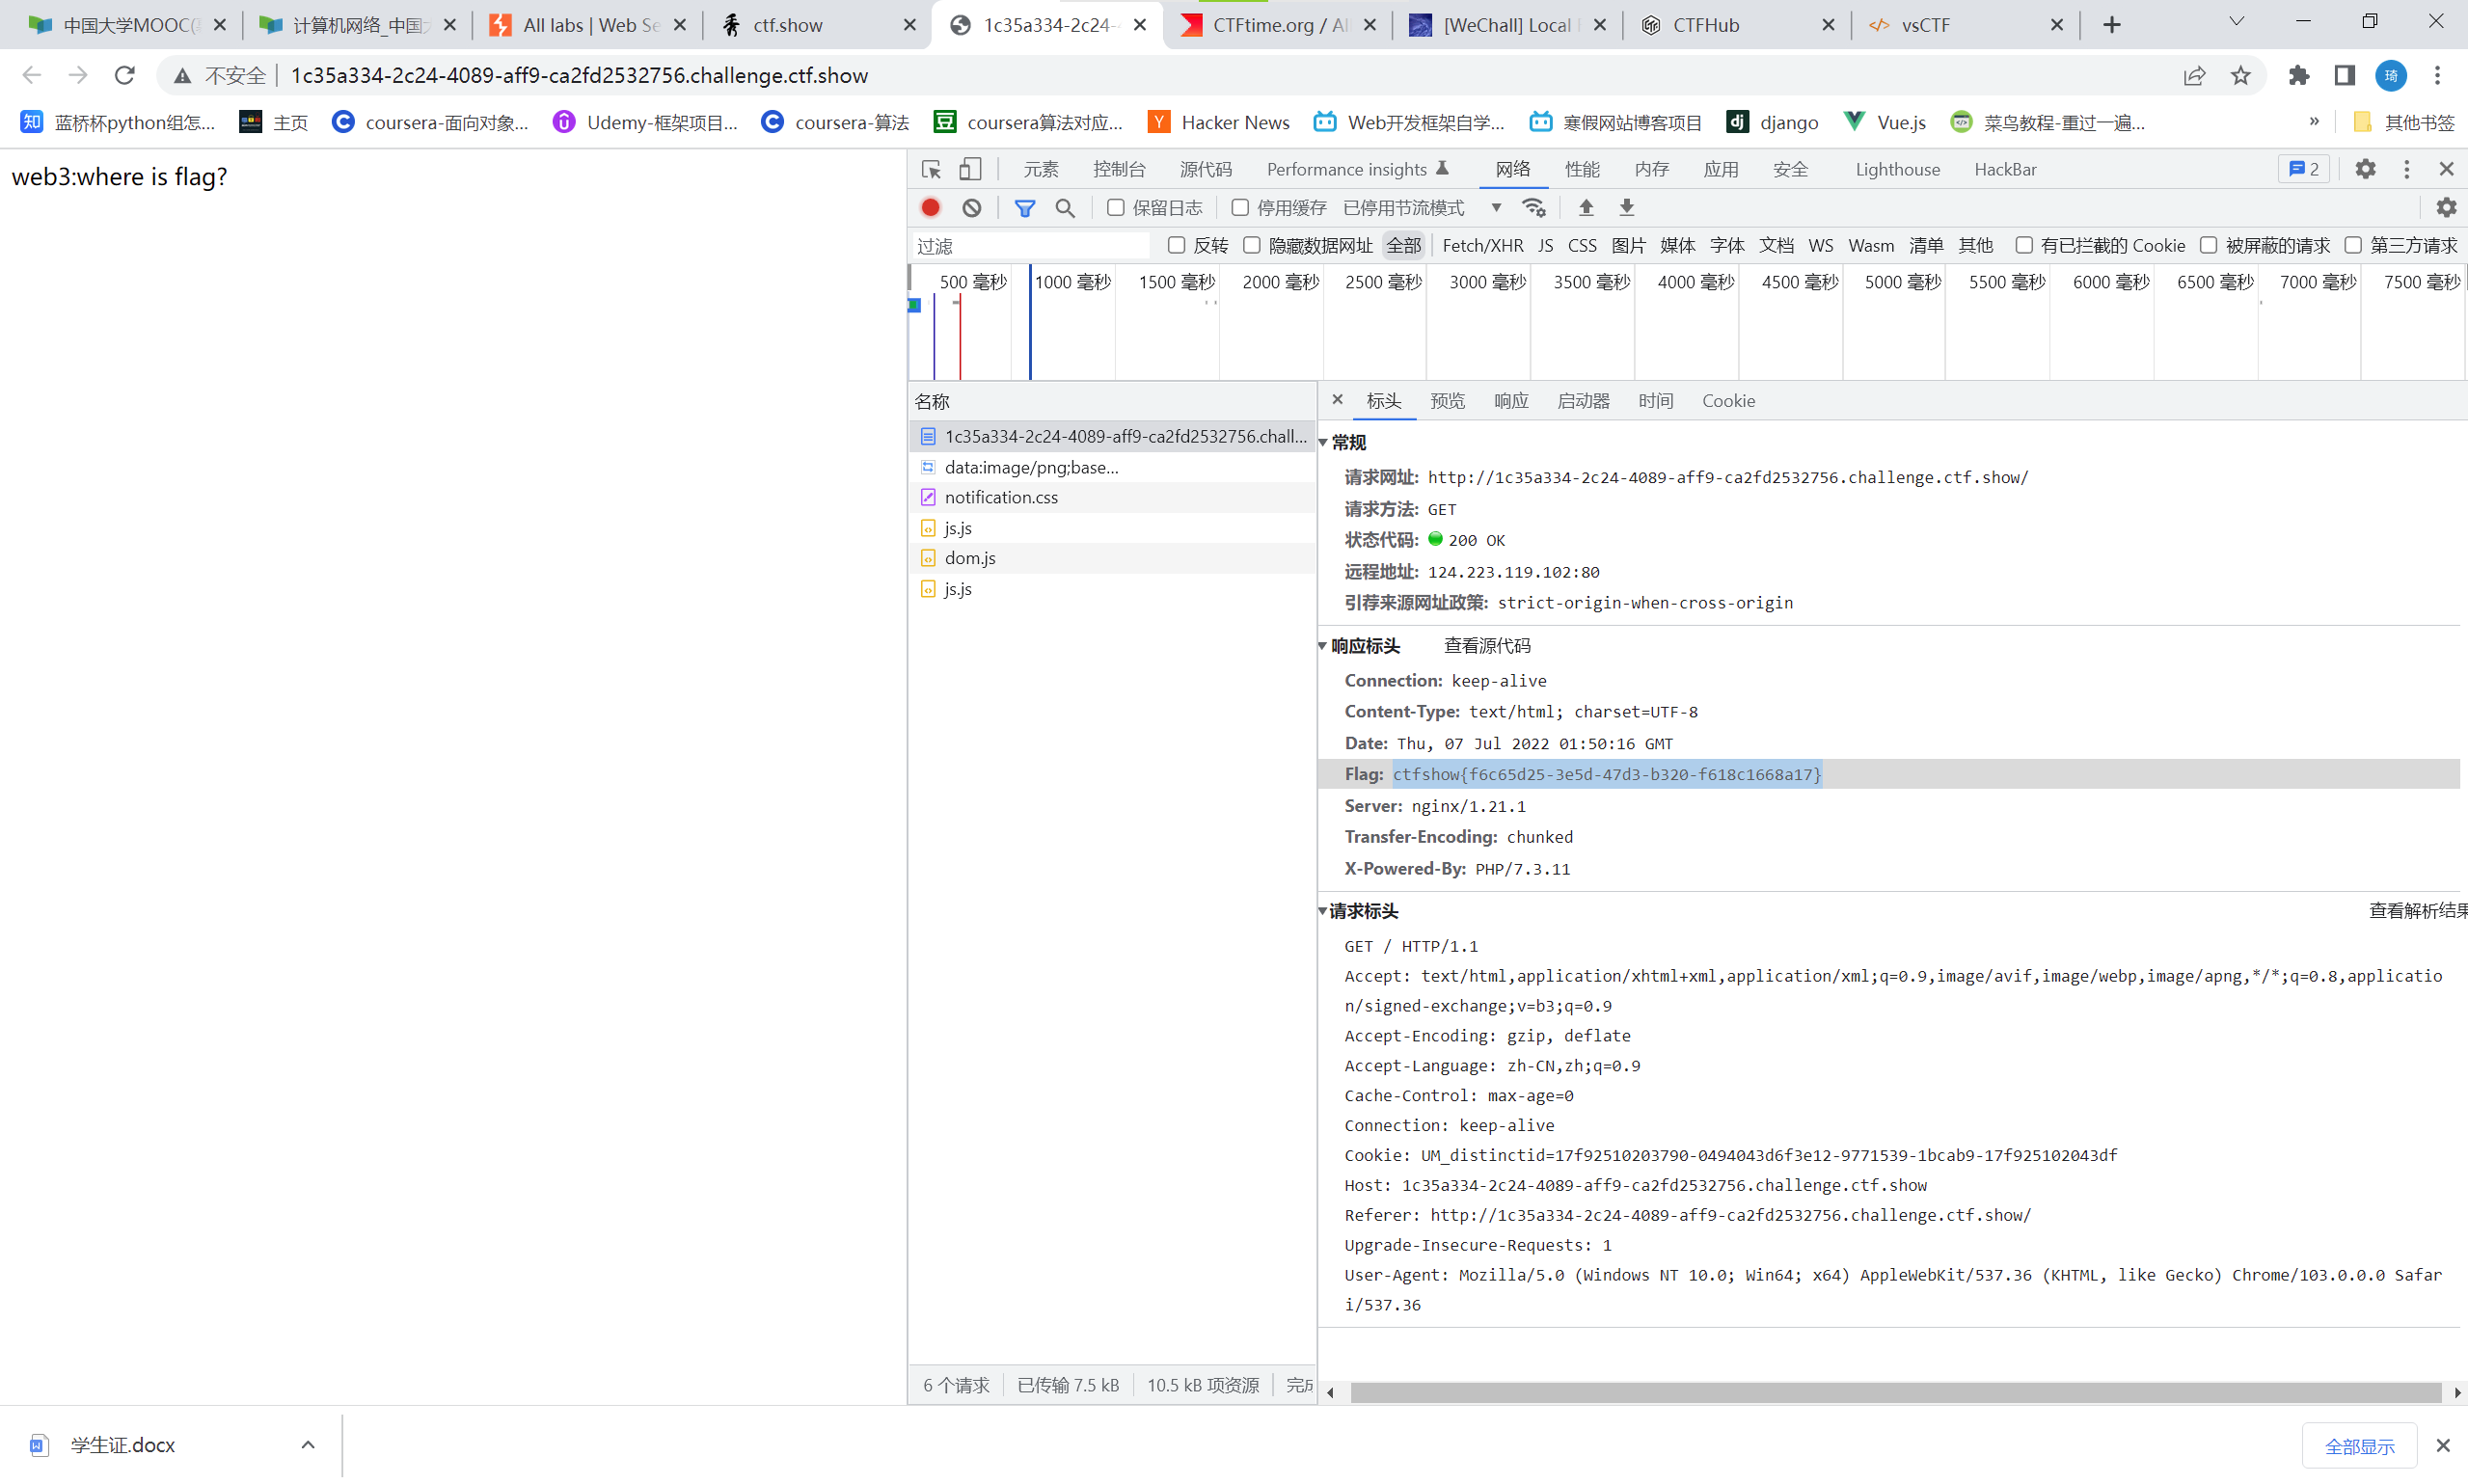 中国大学MOOC(
计算机网络_中国
All labs | Web Se
ctf.show
1c35a334-2c24-
CTFtime.org / Al
[WeChall] Local
CTFHub
vsCTF
不安全 1c35a334-2c24-4089-aff9-ca2fd2532756.challenge.ctf.show
琦
知 蓝桥杯python组怎...
主页
coursera-面向对象...
Udemy-框架项目...
coursera-算法
豆 coursera算法对应...
Y Hacker News
Web开发框架自学...
寒假网站博客项目
dj django
Vue.js
菜鸟教程-重过一遍...
»
其他书签
web3:where is flag?
元素 控制台 源代码 Performance insights 网络 性能 内存 应用 安全 Lighthouse HackBar 2
保留日志 停用缓存 已停用节流模式
过滤 反转 隐藏数据网址 全部 Fetch/XHR JS CSS 图片 媒体 字体 文档 WS Wasm 清单 其他 有已拦截的 Cookie 被屏蔽的请求 第三方请求
500 毫秒 1000 毫秒 1500 毫秒 2000 毫秒 2500 毫秒 3000 毫秒 3500 毫秒 4000 毫秒 4500 毫秒 5000 毫秒 5500 毫秒 6000 毫秒 6500 毫秒 7000 毫秒 7500 毫秒
名称
1c35a334-2c24-4089-aff9-ca2fd2532756.chall...
data:image/png;base...
notification.css
js.js
dom.js
js.js
标头 预览 响应 启动器 时间 Cookie
常规
请求网址: http://1c35a334-2c24-4089-aff9-ca2fd2532756.challenge.ctf.show/
请求方法: GET
状态代码: 200 OK
远程地址: 124.223.119.102:80
引荐来源网址政策: strict-origin-when-cross-origin
响应标头 查看源代码
Connection: keep-alive
Content-Type: text/html; charset=UTF-8
Date: Thu, 07 Jul 2022 01:50:16 GMT
Flag: ctfshow{f6c65d25-3e5d-47d3-b320-f618c1668a17}
Server: nginx/1.21.1
Transfer-Encoding: chunked
X-Powered-By: PHP/7.3.11
请求标头 查看解析结果
GET / HTTP/1.1
Accept: text/html,application/xhtml+xml,application/xml;q=0.9,image/avif,image/webp,image/apng,*/*;q=0.8,applicatio
n/signed-exchange;v=b3;q=0.9
Accept-Encoding: gzip, deflate
Accept-Language: zh-CN,zh;q=0.9
Cache-Control: max-age=0
Connection: keep-alive
Cookie: UM_distinctid=17f92510203790-0494043d6f3e12-9771539-1bcab9-17f925102043df
Host: 1c35a334-2c24-4089-aff9-ca2fd2532756.challenge.ctf.show
Referer: http://1c35a334-2c24-4089-aff9-ca2fd2532756.challenge.ctf.show/
Upgrade-Insecure-Requests: 1
User-Agent: Mozilla/5.0 (Windows NT 10.0; Win64; x64) AppleWebKit/537.36 (KHTML, like Gecko) Chrome/103.0.0.0 Safar
i/537.36
6 个请求 已传输 7.5 kB 10.5 kB 项资源 完成
学生证.docx
全部显示